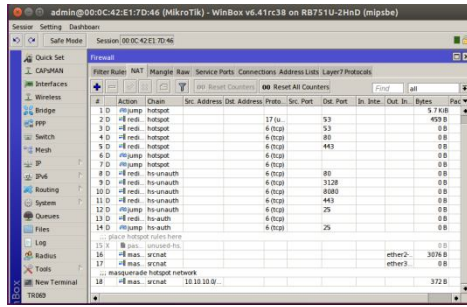 admin@00:0C:42:E1:7D:46 (MikroTik) - WinBox v6.41rc38 on RB751U-2HnD (mipsbe)
Session Setting Dashboard
Safe Mode Session: 00:0C:42:E1:7D:46
Quick Set
CAPsMAN
Interfaces
Wireless
Bridge
PPP
Switch
Mesh
IP
IPv6
Routing
System
Queues
Files
Log
Radius
Tools
New Terminal
TR069
Firewall
Filter Rules NAT Mangle Raw Service Ports Connections Address Lists Layer7 Protocols
00 Reset Counters 00 Reset All Counters Find all
# Action Chain Src. Address Dst. Address Proto... Src. Port Dst. Port In. Inte... Out. In... Bytes Pac
1 D jump hotspot 5.7 KiB
2 D redi... hotspot 17 (u... 53 459 B
3 D redi... hotspot 6 (tcp) 53 0 B
4 D redi... hotspot 6 (tcp) 80 0 B
5 D redi... hotspot 6 (tcp) 443 0 B
6 D jump hotspot 6 (tcp) 0 B
7 D jump hotspot 6 (tcp) 0 B
8 D redi... hs-unauth 6 (tcp) 80 0 B
9 D redi... hs-unauth 6 (tcp) 3128 0 B
10 D redi... hs-unauth 6 (tcp) 8080 0 B
11 D redi... hs-unauth 6 (tcp) 443 0 B
12 D jump hs-unauth 6 (tcp) 25 0 B
13 D redi... hs-auth 6 (tcp) 0 B
14 D jump hs-auth 6 (tcp) 25 0 B
... place hotspot rules here
15 X pas... unused-hs. 0 B
16 mas... srcnat ether2-... 3076 B
17 mas... srcnat ether3... 0 B
... masquerade hotspot network
18 mas... srcnat 10.10.10.0/... 372 B